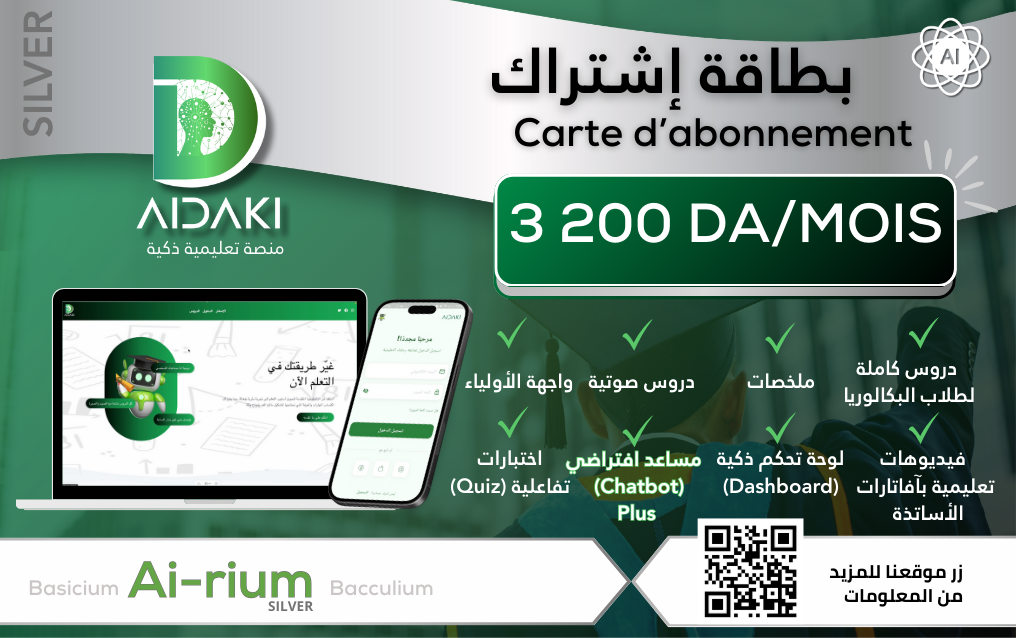 SILVER
AI
بطاقة إشتراك
Carte d’abonnement
AIDAKI
منصة تعليمية ذكية
3 200 DA/MOIS
غيّر طريقتك في
التعلم الآن
AIDAKI
مرحبا مجددا!
تسجيل الدخول
دروس كاملة
لطلاب البكالوريا
ملخصات
دروس صوتية
واجهة الأولياء
فيديوهات
تعليمية بآفاتارات
الأساتذة
لوحة تحكم ذكية
(Dashboard)
مساعد افتراضي
(Chatbot)
Plus
اختبارات
تفاعلية (Quiz)
Basicium
Ai-rium
SILVER
Bacculium
زر موقعنا للمزيد
من المعلومات